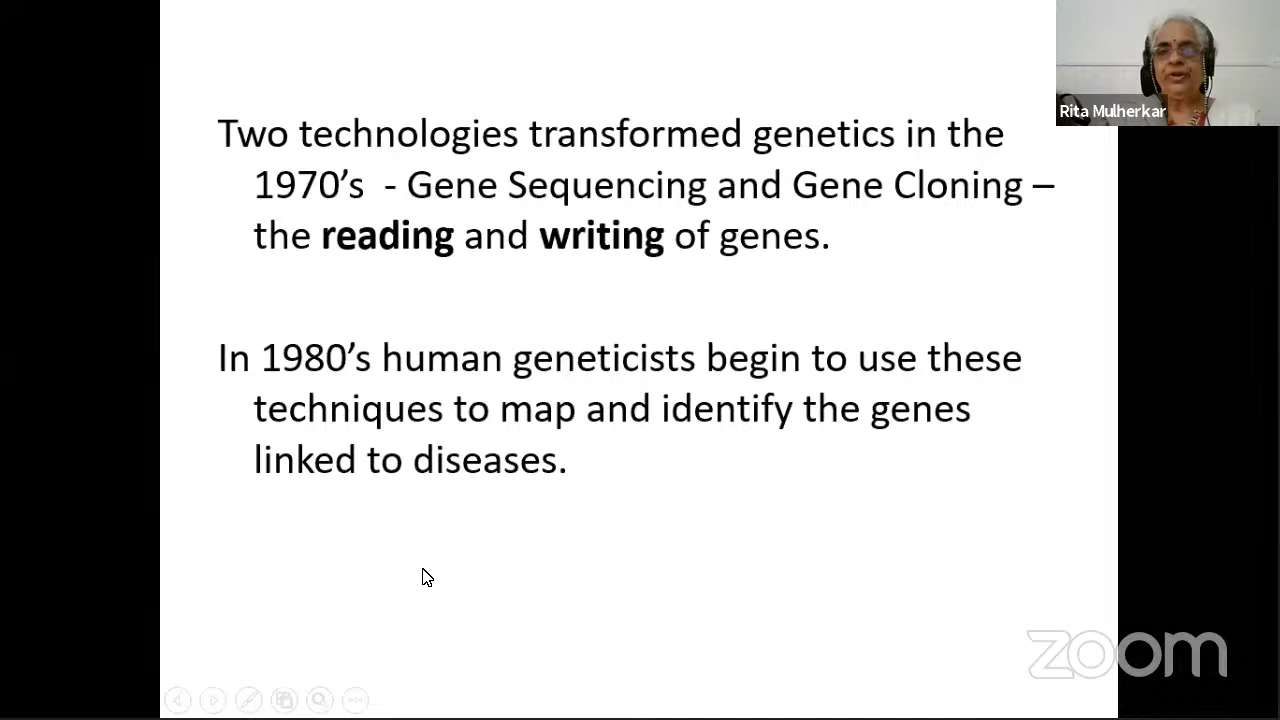 Rita Mulherkar
Two technologies transformed genetics in the
1970’s - Gene Sequencing and Gene Cloning –
the reading and writing of genes.
In 1980’s human geneticists begin to use these
techniques to map and identify the genes
linked to diseases.
zoom